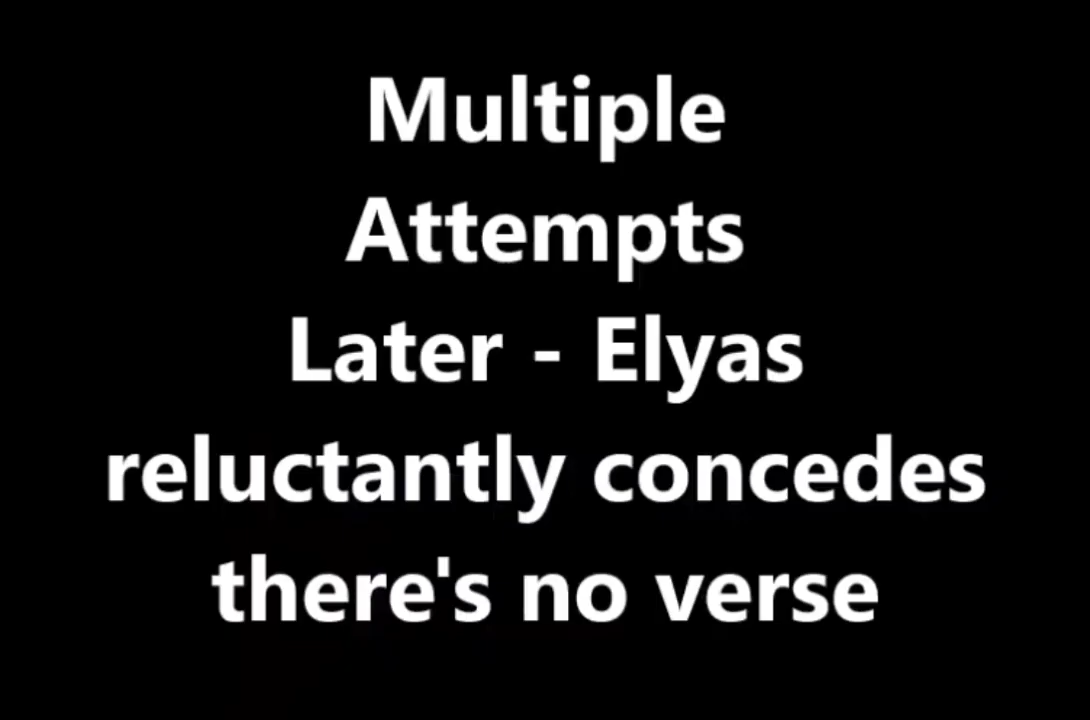 Multiple
Attempts
Later - Elyas
reluctantly concedes
there's no verse